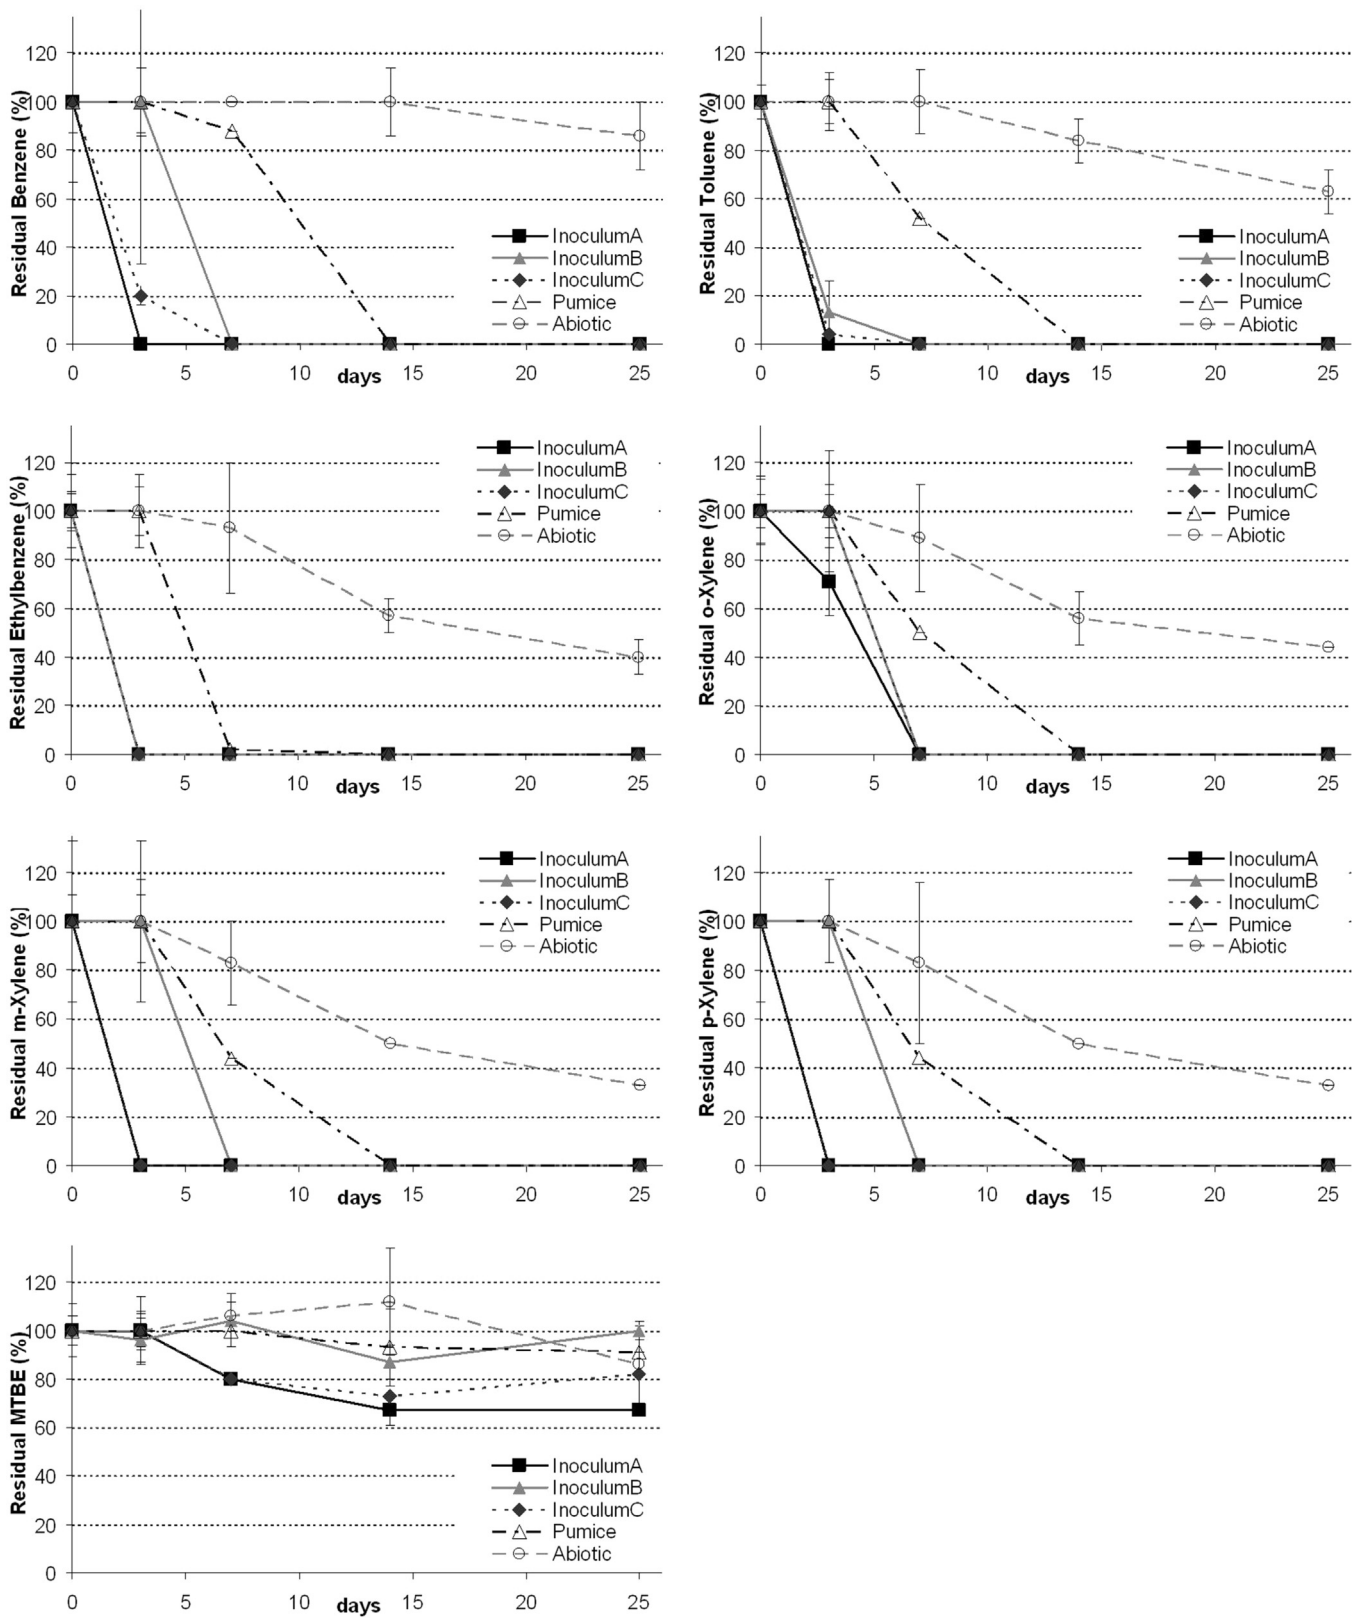 Residual Benzene (%)
120
100
80
60
40
20
0
InoculumA
InoculumB
InoculumC
Pumice
Abiotic
0 5 10 days 15 20 25
Residual Toluene (%)
120
100
80
60
40
20
0
InoculumA
InoculumB
InoculumC
Pumice
Abiotic
0 5 10 days 15 20 25
Residual Ethylbenzene (%)
120
100
80
60
40
20
0
InoculumA
InoculumB
InoculumC
Pumice
Abiotic
0 5 10 days 15 20 25
Residual o-Xylene (%)
120
100
80
60
40
20
0
InoculumA
InoculumB
InoculumC
Pumice
Abiotic
0 5 10 days 15 20 25
Residual m-Xylene (%)
120
100
80
60
40
20
0
InoculumA
InoculumB
InoculumC
Pumice
Abiotic
0 5 10 days 15 20 25
Residual p-Xylene (%)
120
100
80
60
40
20
0
InoculumA
InoculumB
InoculumC
Pumice
Abiotic
0 5 10 days 15 20 25
Residual MTBE (%)
120
100
80
60
40
20
0
InoculumA
InoculumB
InoculumC
Pumice
Abiotic
0 5 10 days 15 20 25